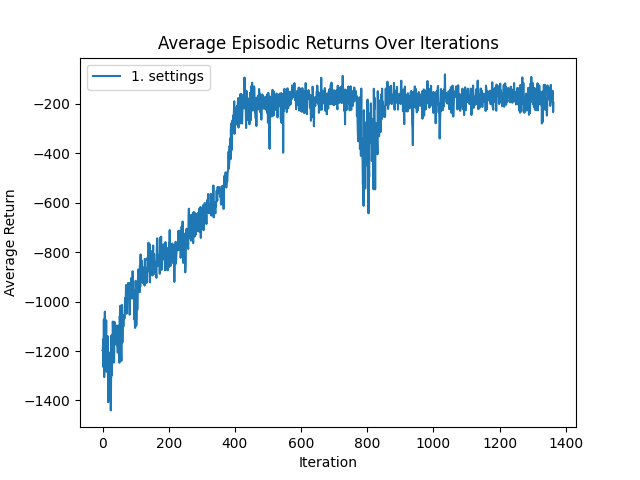 Average Episodic Returns Over Iterations
1. settings
−200
−400
−600
−800
−1000
−1200
−1400
Average Return
0 200 400 600 800 1000 1200 1400
Iteration